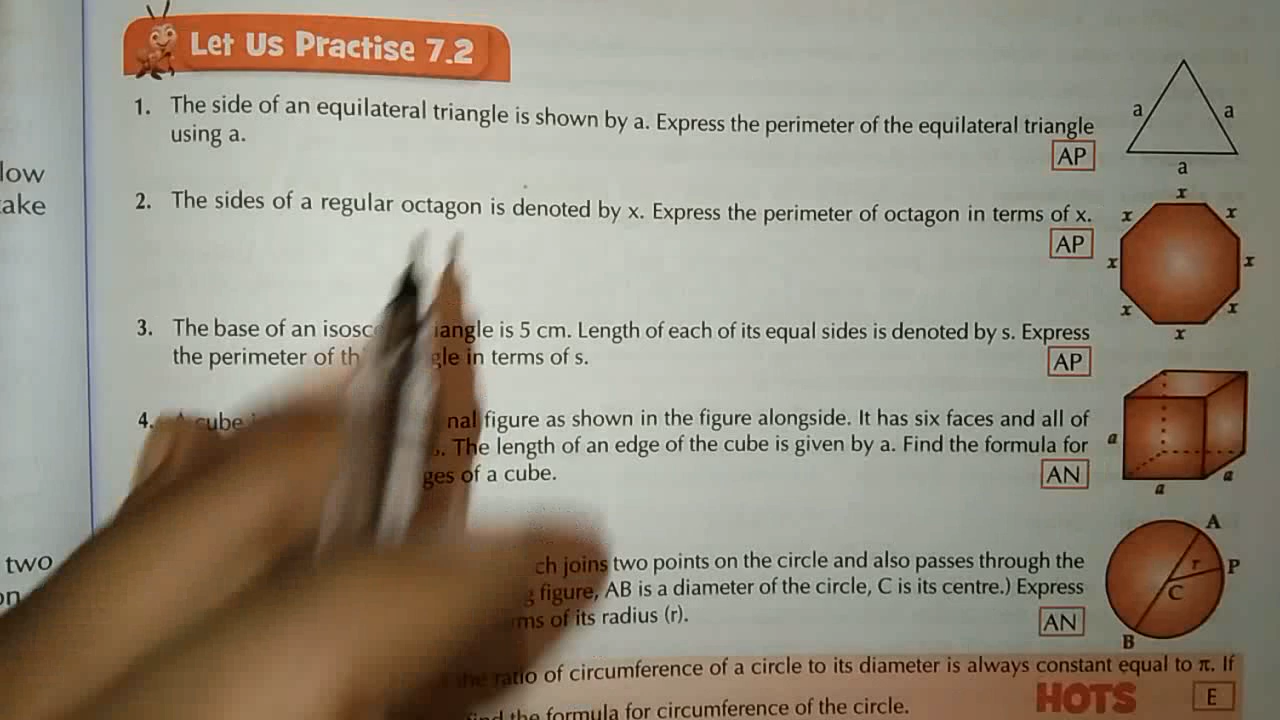 Let Us Practise 7.2
1. The side of an equilateral triangle is shown by a. Express the perimeter of the equilateral triangle
using a.
AP
a a
a
2. The sides of a regular octagon is denoted by x. Express the perimeter of octagon in terms of x.
AP
x
x x
x x
x x
x
low
ake
3. The base of an isosc angle is 5 cm. Length of each of its equal sides is denoted by s. Express
the perimeter of th gle in terms of s.
AP
4. A cube nal figure as shown in the figure alongside. It has six faces and all of
. The length of an edge of the cube is given by a. Find the formula for
ges of a cube.
AN
a
a
a
two
on
ch joins two points on the circle and also passes through the
g figure, AB is a diameter of the circle, C is its centre.) Express
ms of its radius (r).
AN
A
r P
C
B
the ratio of circumference of a circle to its diameter is always constant equal to π. If
find the formula for circumference of the circle.
HOTS E